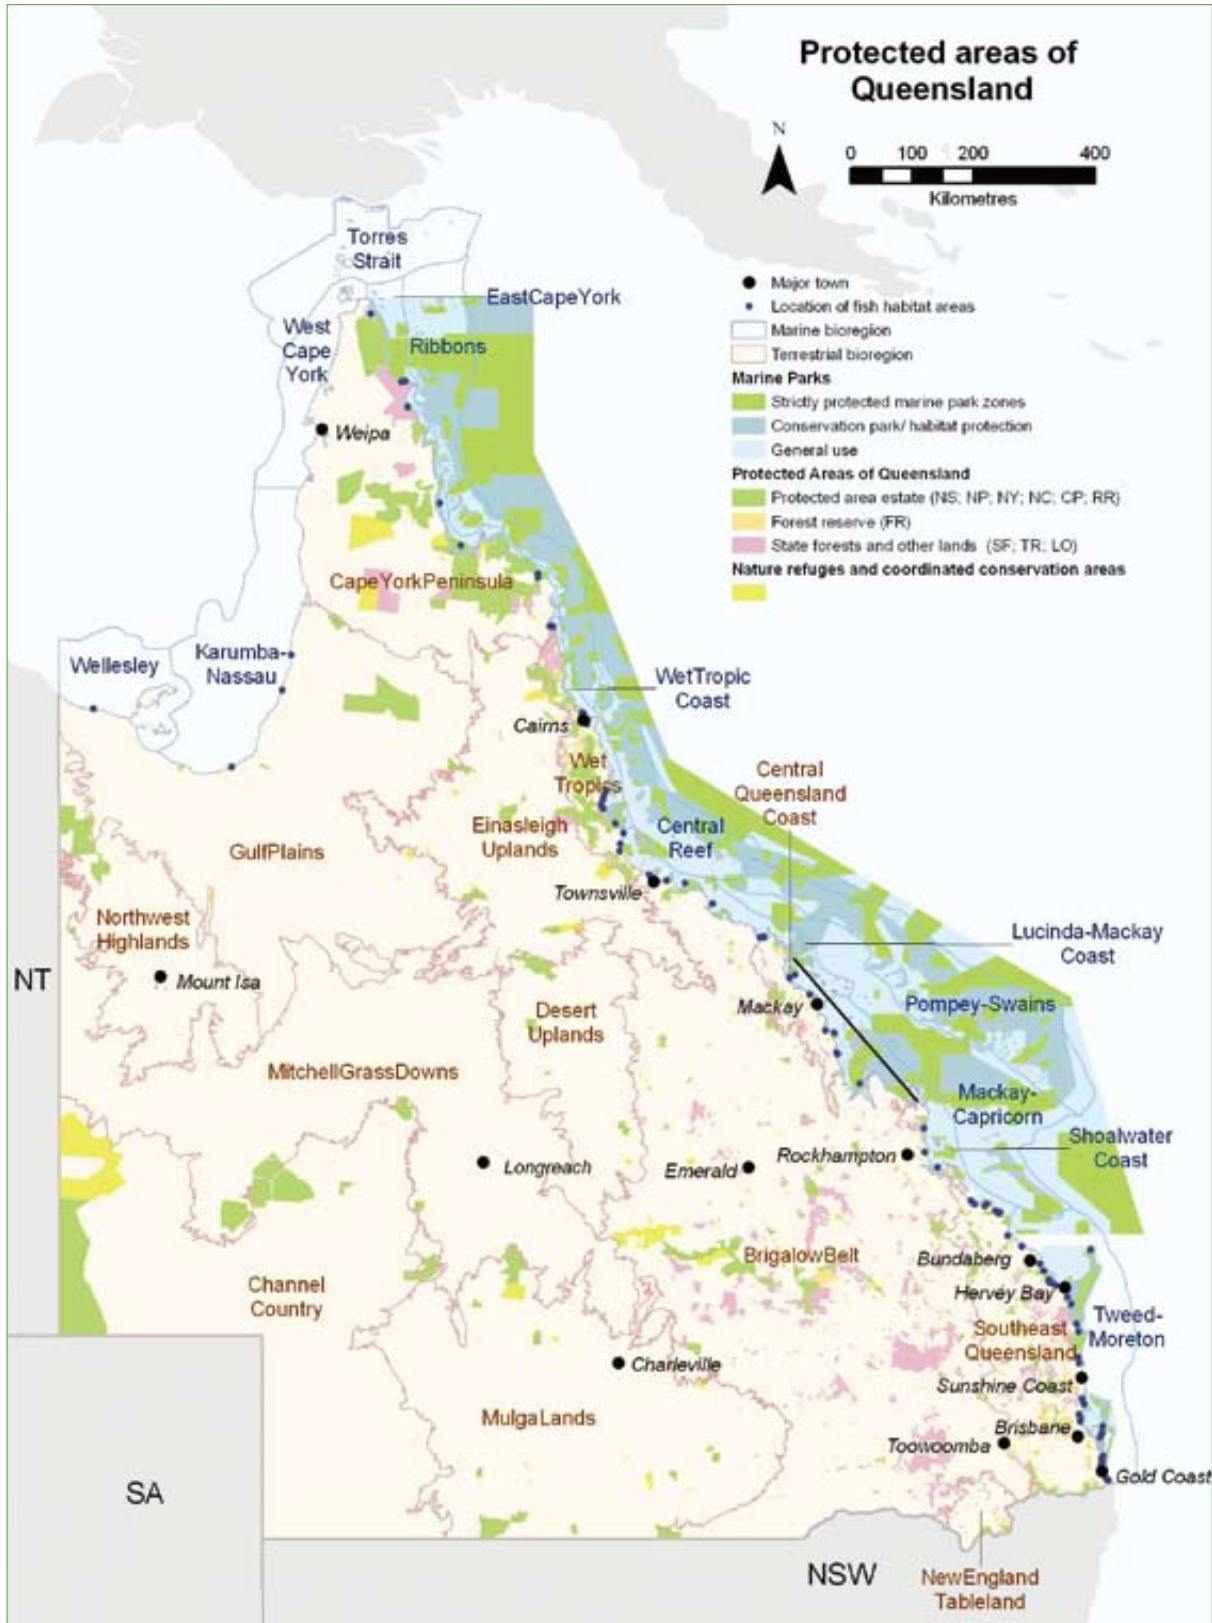 Protected areas of
Queensland
N
0 100 200 400
Kilometres
Major town
Location of fish habitat areas
Marine bioregion
Terrestrial bioregion
Marine Parks
Strictly protected marine park zones
Conservation park/ habitat protection
General use
Protected Areas of Queensland
Protected area estate (NS; NP; NY; NC; CP; RR)
Forest reserve (FR)
State forests and other lands (SF; TR; LO)
Nature refuges and coordinated conservation areas
Torres
Strait
EastCapeYork
West
Cape
York
Ribbons
Weipa
CapeYorkPeninsula
Wellesley
Karumba-
Nassau
WetTropic
Coast
Cairns
Wet
Tropics
Central
Queensland
Coast
Einasleigh
Uplands
Central
Reef
GulfPlains
Townsville
Northwest
Highlands
Lucinda-Mackay
Coast
NT
Mount Isa
Desert
Uplands
Mackay
Pompey-Swains
MitchellGrassDowns
Mackay-
Capricorn
Shoalwater
Coast
Longreach
Emerald
Rockhampton
BrigalowBelt
Bundaberg
Channel
Country
Hervey Bay
Tweed-
Moreton
Southeast
Queensland
Charleville
Sunshine Coast
MulgaLands
Brisbane
Toowoomba
Gold Coast
SA
NSW
NewEngland
Tableland